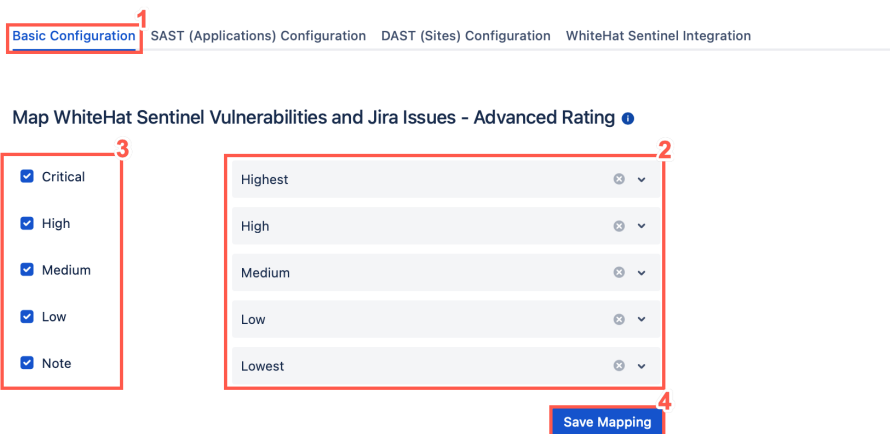 1
Basic Configuration SAST (Applications) Configuration DAST (Sites) Configuration WhiteHat Sentinel Integration
Map WhiteHat Sentinel Vulnerabilities and Jira Issues - Advanced Rating i
3 2
Critical Highest
High High
Medium Medium
Low Low
Note Lowest
4
Save Mapping